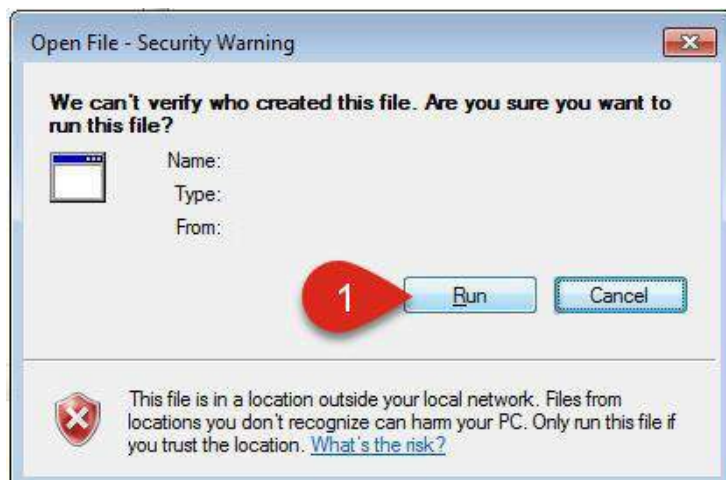 Open File - Security Warning
We can't verify who created this file. Are you sure you want to
run this file?
Name:
Type:
From:
1
Run
Cancel
This file is in a location outside your local network. Files from
locations you don't recognize can harm your PC. Only run this file if
you trust the location. What's the risk?